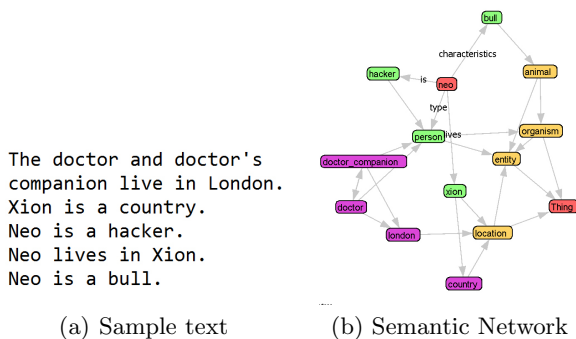 The doctor and doctor's
companion live in London.
Xion is a country.
Neo is a hacker.
Neo lives in Xion.
Neo is a bull.
(a) Sample text
bull
characteristics
hacker
is
neo
animal
type
person
lives
organism
doctor_companion
entity
xion
doctor
Thing
london
location
country
(b) Semantic Network